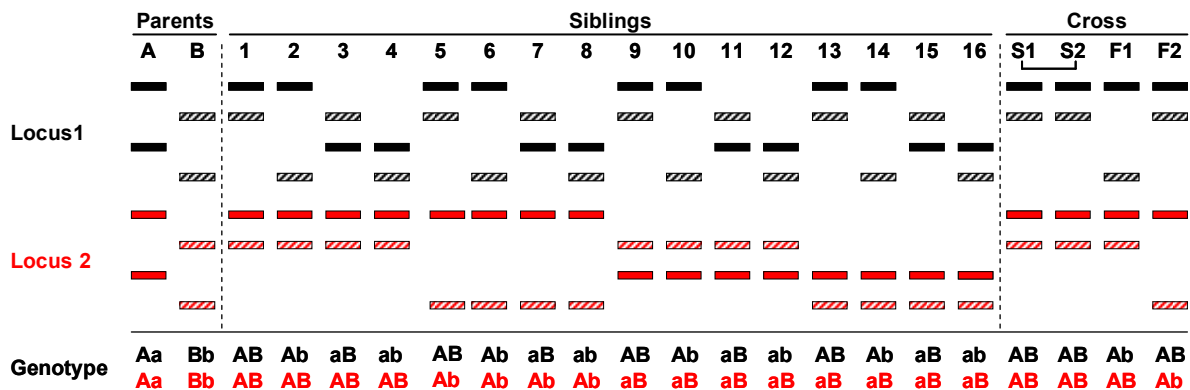 Parents Siblings Cross
A B 1 2 3 4 5 6 7 8 9 10 11 12 13 14 15 16 S1 S2 F1 F2
Locus1
Locus 2
Genotype
Aa Bb AB Ab aB ab AB Ab aB ab AB Ab aB ab AB Ab aB ab AB AB Ab AB
Aa Bb AB AB AB AB Ab Ab Ab Ab aB aB aB aB aB aB aB aB AB AB AB Ab